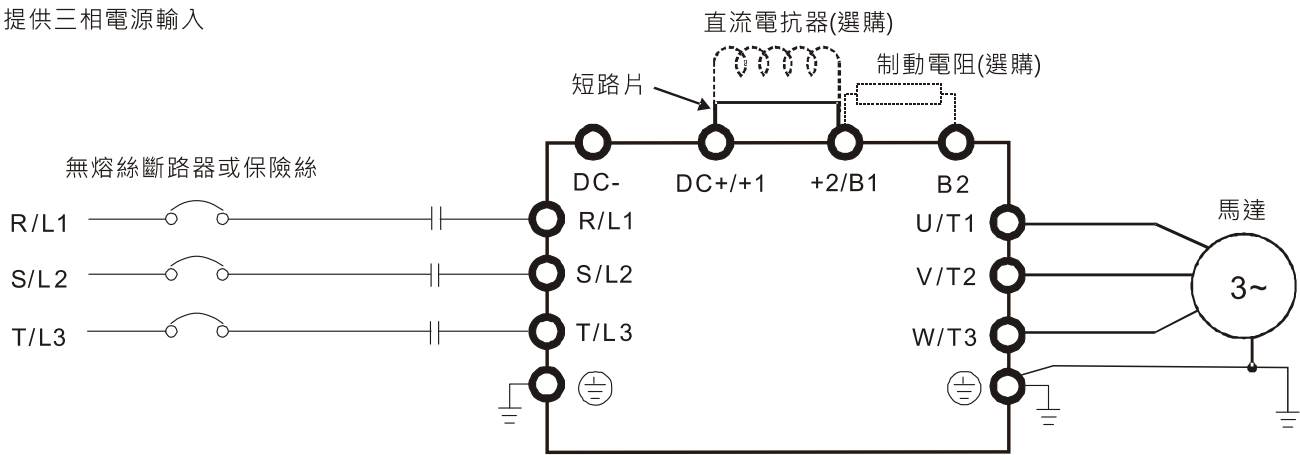 提供三相電源輸入
直流電抗器(選購)
制動電阻(選購)
短路片
無熔絲斷路器或保險絲
DC-
DC+/+1
+2/B1
B2
R/L1
R/L1
U/T1
馬達
S/L2
S/L2
V/T2
3~
T/L3
T/L3
W/T3